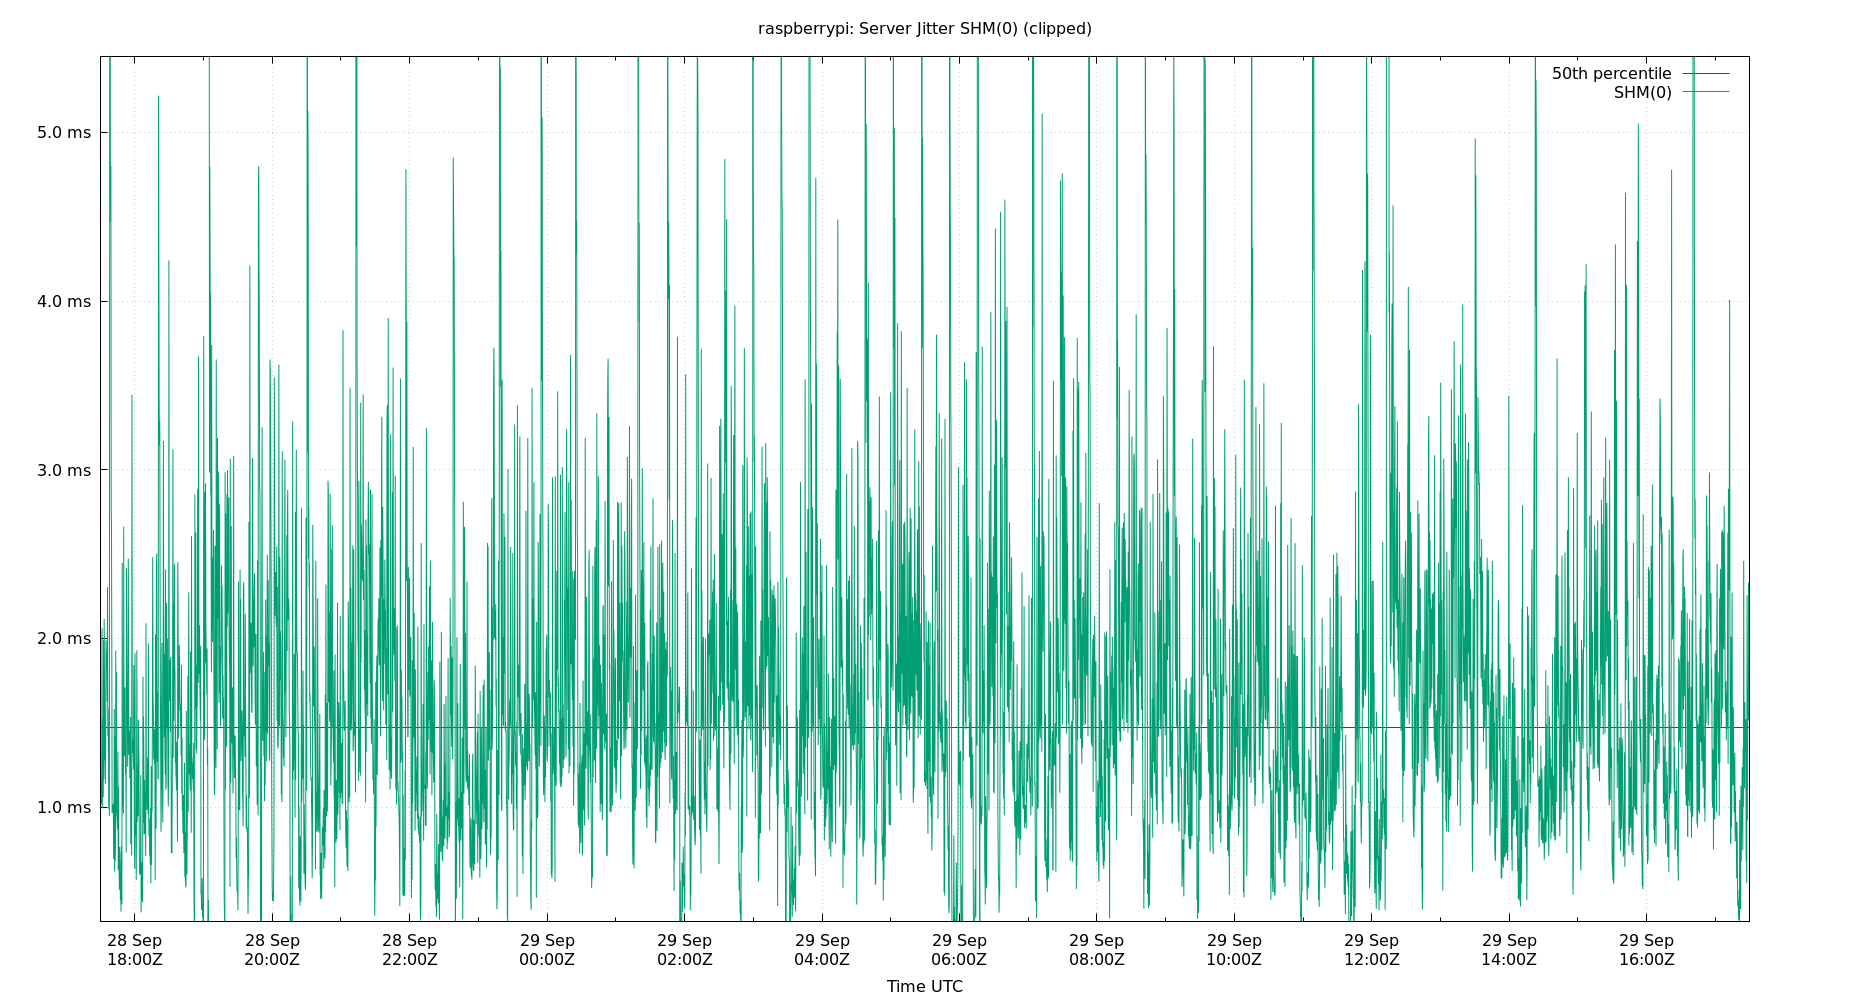 raspberrypi: Server Jitter SHM(0) (clipped)
50th percentile
SHM(0)
5.0 ms
4.0 ms
3.0 ms
2.0 ms
1.0 ms
28 Sep 28 Sep 28 Sep 29 Sep 29 Sep 29 Sep 29 Sep 29 Sep 29 Sep 29 Sep 29 Sep 29 Sep
18:00Z 20:00Z 22:00Z 00:00Z 02:00Z 04:00Z 06:00Z 08:00Z 10:00Z 12:00Z 14:00Z 16:00Z
Time UTC